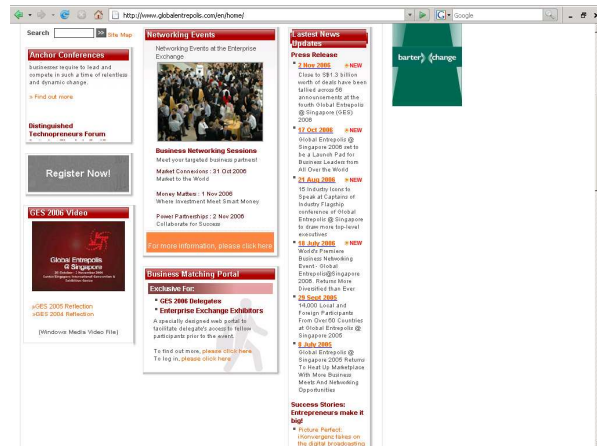 http://www.globalentrepolis.com/en/home/
Google
Search
Site Map
Anchor Conferences
businesses require to lead and
compete in such a time of relentless
and dynamic change.
» Find out more
Distinguished
Technopreneurs Forum
Register Now!
GES 2006 Video
Global Entrepolis
@ Singapore
»GES 2005 Reflection
»GES 2004 Reflection
(Windows Media Video File)
Networking Events
Networking Events at the Enterprise
Exchange
Business Networking Sessions
Meet your targeted business partners!
Market Connexions : 31 Oct 2006
Market to the World
Money Matters : 1 Nov 2006
Where Investment Meet Smart Money
Power Partnerships : 2 Nov 2006
Collaborate for Success
For more information, please click here
Business Matching Portal
Exclusive For:
GES 2006 Delegates
Enterprise Exchange Exhibitors
A specially designed web portal to
facilitate delegate's access to fellow
participants prior to the event.
To find out more, please click here
To log in, please click here
Lastest News
Updates
Press Release
2 Nov 2006 »NEW
Close to S$1.3 billion
worth of deals have been
tallied across 56
announcements at the
fourth Global Entrepolis
@ Singapore (GES)
2006
17 Oct 2006 »NEW
Global Entrepolis @
Singapore 2006 set to
be a Launch Pad for
Business Leaders from
All Over the World
21 Aug 2006 »NEW
15 Industry Icons to
Speak at Captains of
Industry Flagship
conference of Global
Entrepolis @ Singapore
to draw more top-level
executives
18 July 2006 »NEW
World's Premiere
Business Networking
Event - Global
Entrepolis@Singapore
2006, Returns More
Diversified than Ever
29 Sept 2005
14,000 Local and
Foreign Participants
From Over 60 Countries
at Global Entrepolis @
Singapore 2005
8 July 2005
Global Entrepolis @
Singapore 2005 Returns
To Heat Up Marketplace
With More Business
Meets And Networking
Opportunities
Success Stories:
Entrepreneurs make it
big!
Picture Perfect:
iKonvergens takes on
the digital broadcasting
barter change